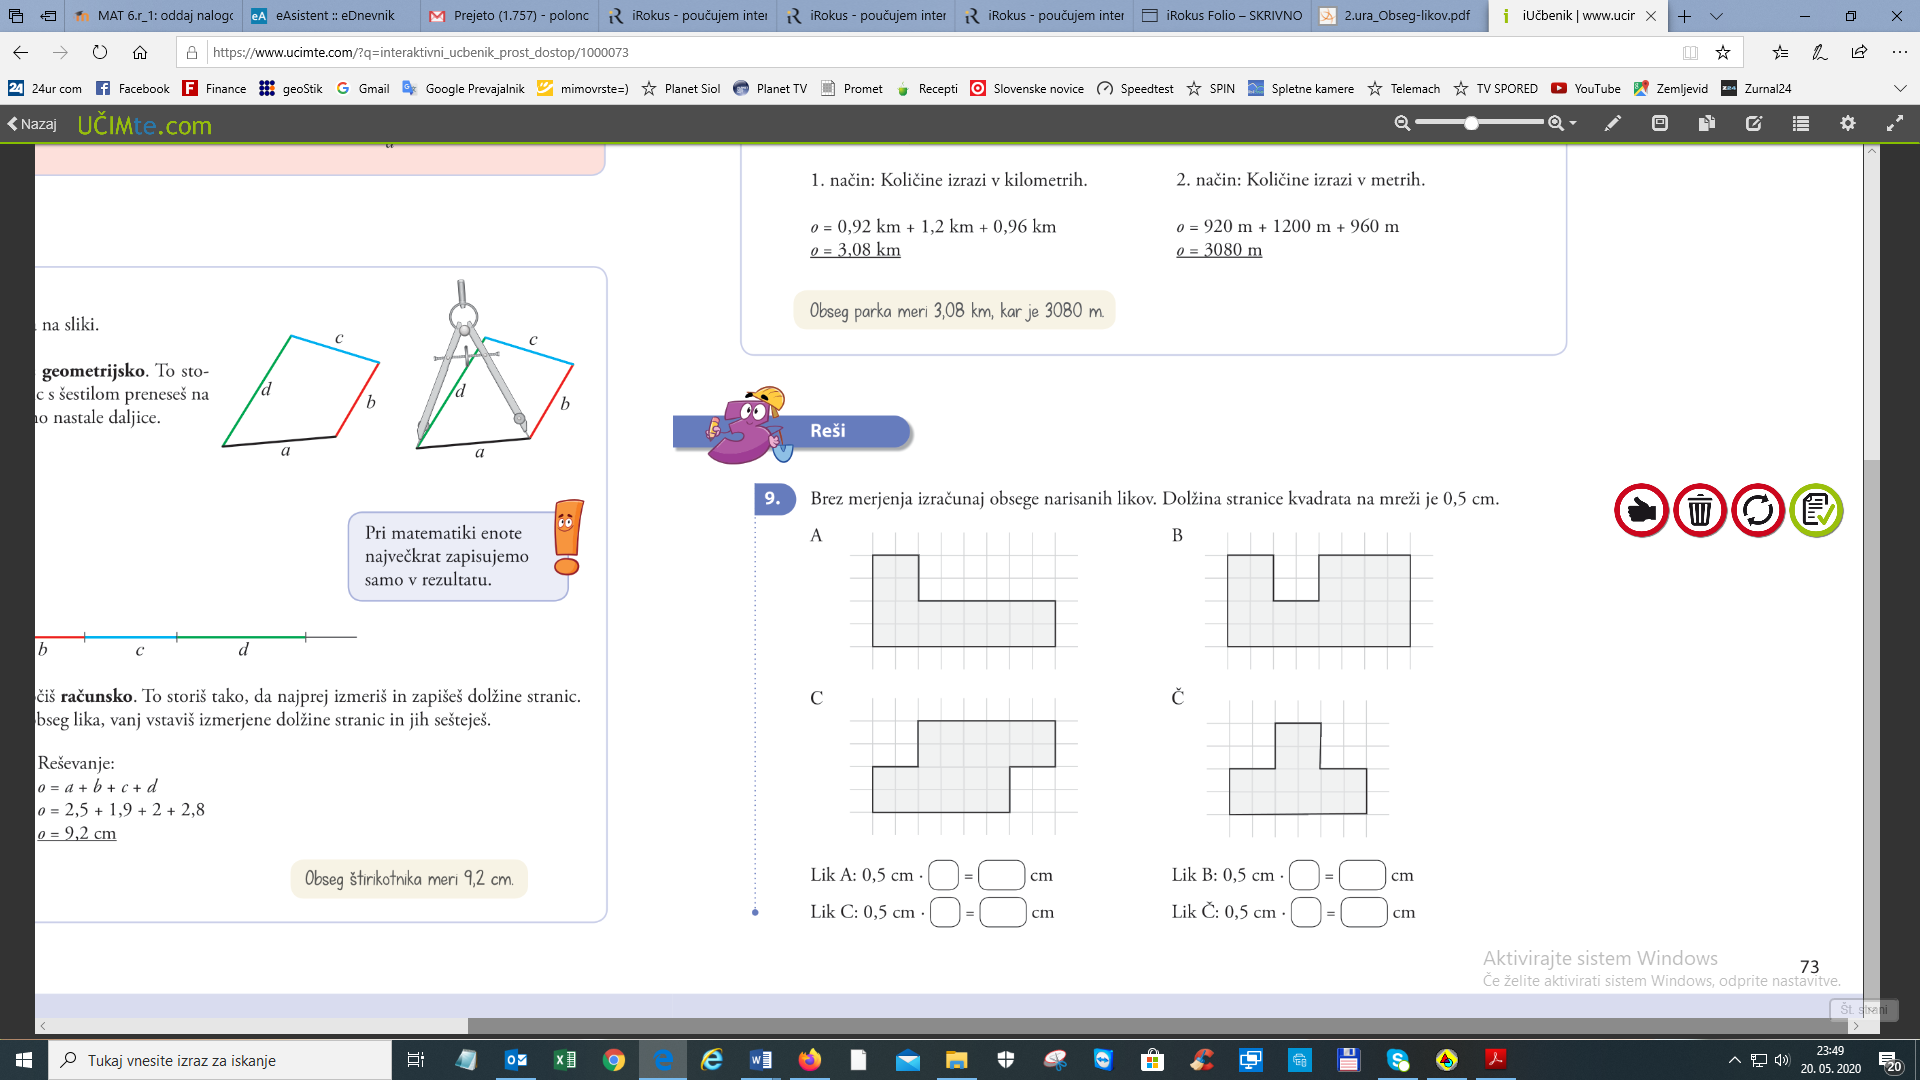 MAT 6.r_1: oddaj nalogo
eAsistent :: eDnevnik
Prejeto (1.757) - polonc
iRokus - poučujem inter
iRokus - poučujem inter
iRokus - poučujem inter
iRokus Folio – SKRIVNO
2.ura_Obseg-likov.pdf
iUčbenik | www.ucir
https://www.ucimte.com/?q=interaktivni_ucbenik_prost_dostop/1000073
24ur com
Facebook
Finance
geoStik
Gmail
Google Prevajalnik
mimovrste=)
Planet Siol
Planet TV
Promet
Recepti
Slovenske novice
Speedtest
SPIN
Spletne kamere
Telemach
TV SPORED
YouTube
Zemljevid
Zurnal24
Nazaj
UČIMte.com
1. način: Količine izrazi v kilometrih.
o = 0,92 km + 1,2 km + 0,96 km
o = 3,08 km
2. način: Količine izrazi v metrih.
o = 920 m + 1200 m + 960 m
o = 3080 m
Obseg parka meri 3,08 km, kar je 3080 m.
na sliki.
geometrijsko. To sto-
c s šestilom preneseš na
no nastale daljice.
c
d
b
a
c
d
b
a
Pri matematiki enote
največkrat zapisujemo
samo v rezultatu.
b
c
d
čiš računsko. To storiš tako, da najprej izmeriš in zapišeš dolžine stranic.
bseg lika, vanj vstaviš izmerjene dolžine stranic in jih sešteješ.
Reševanje:
o = a + b + c + d
o = 2,5 + 1,9 + 2 + 2,8
o = 9,2 cm
Obseg štirikotnika meri 9,2 cm.
3
Reši
9. Brez merjenja izračunaj obsege narisanih likov. Dolžina stranice kvadrata na mreži je 0,5 cm.
A
B
C
Č
Lik A: 0,5 cm · = cm
Lik B: 0,5 cm · = cm
Lik C: 0,5 cm · = cm
Lik Č: 0,5 cm · = cm
Aktivirajte sistem Windows
Če želite aktivirati sistem Windows, odprite nastavitve.
73
Št. strani
Tukaj vnesite izraz za iskanje
23:49
20. 05. 2020
20